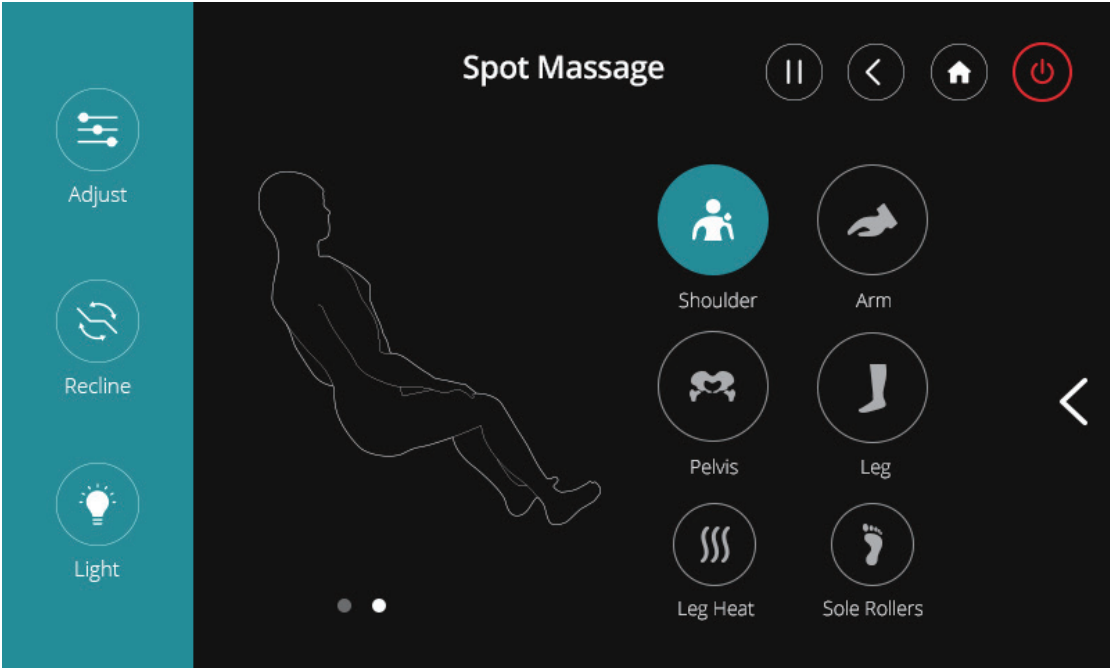 Spot Massage
Adjust
Recline
Light
Shoulder
Arm
Pelvis
Leg
Leg Heat
Sole Rollers